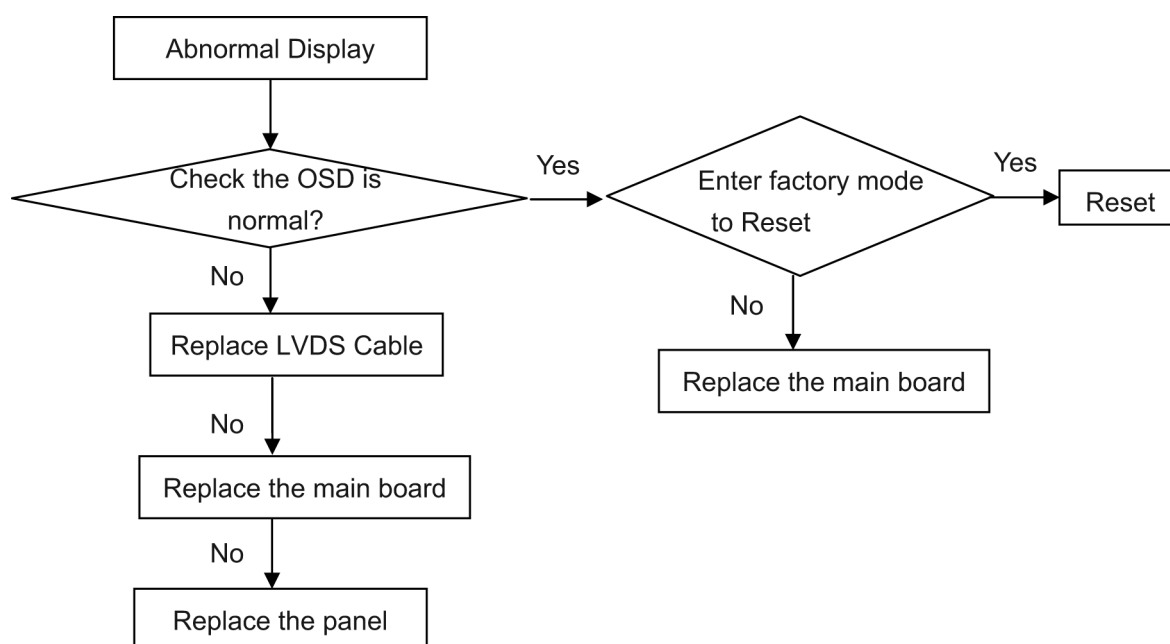 Abnormal Display
Check the OSD is
normal?
Yes
Enter factory mode
to Reset
Yes
Reset
No
Replace LVDS Cable
No
Replace the main board
No
Replace the main board
No
Replace the panel